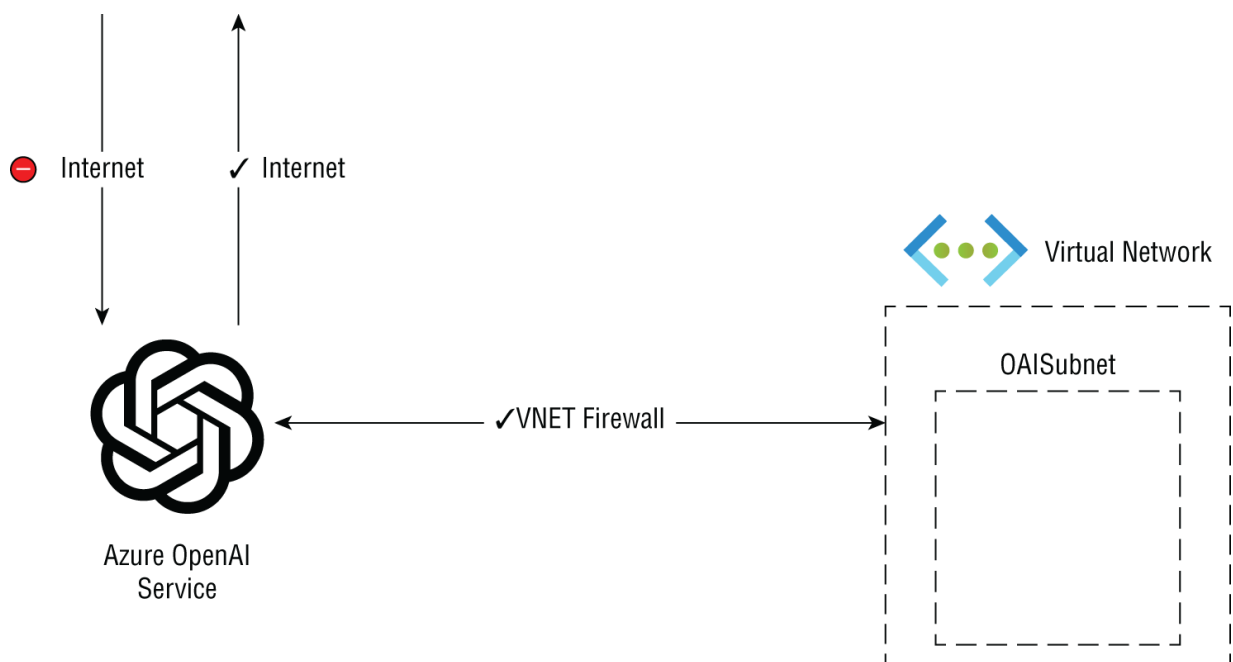 Internet
✓ Internet
Virtual Network
OAISubnet
✓VNET Firewall
Azure OpenAI
Service